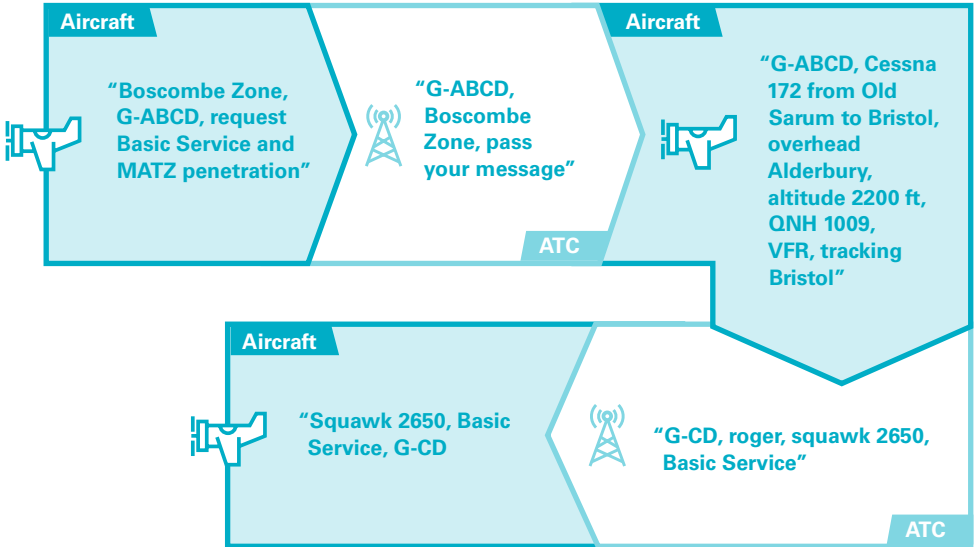 Aircraft
“Boscombe Zone,
G-ABCD, request
Basic Service and
MATZ penetration”
“G-ABCD,
Boscombe
Zone, pass
your message”
ATC
Aircraft
“G-ABCD, Cessna
172 from Old
Sarum to Bristol,
overhead
Alderbury,
altitude 2200 ft,
QNH 1009,
VFR, tracking
Bristol”
“G-CD, roger, squawk 2650,
Basic Service”
ATC
Aircraft
“Squawk 2650, Basic
Service, G-CD